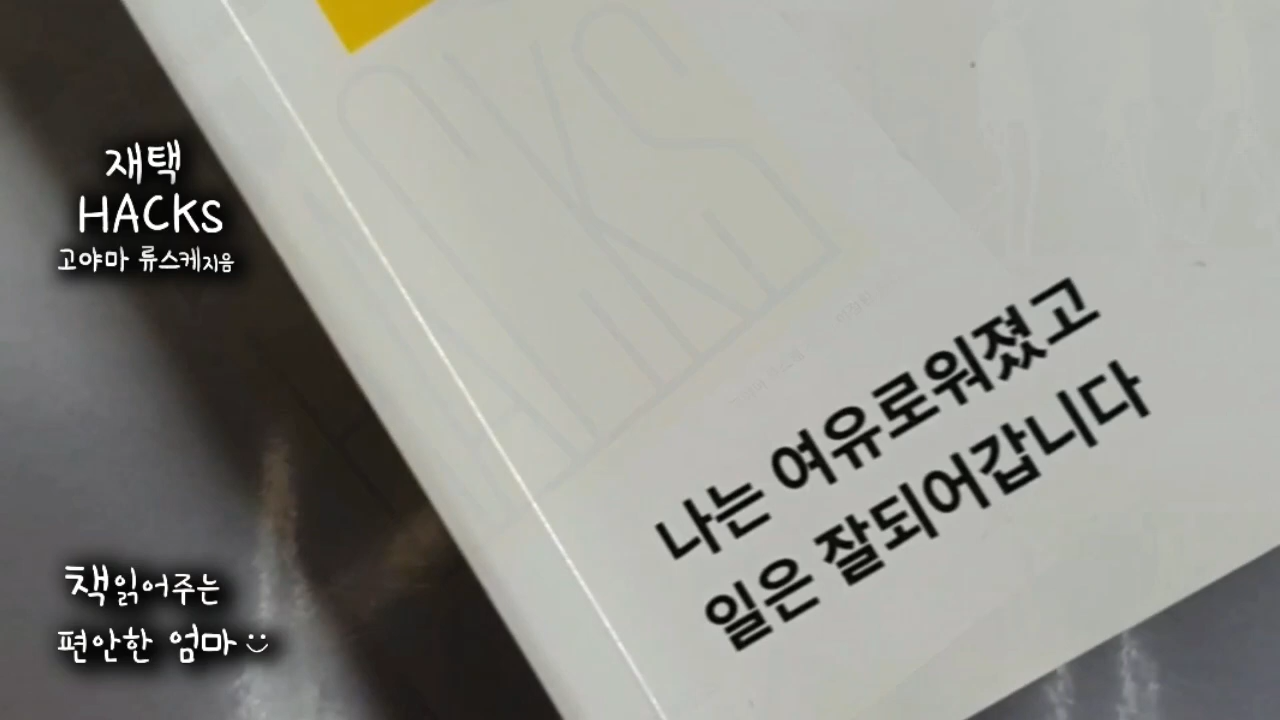 재택
HACKS
고야마 류스케지음
나는 여유로워졌고
일은 잘되어갑니다
책읽어주는
편안한 엄마